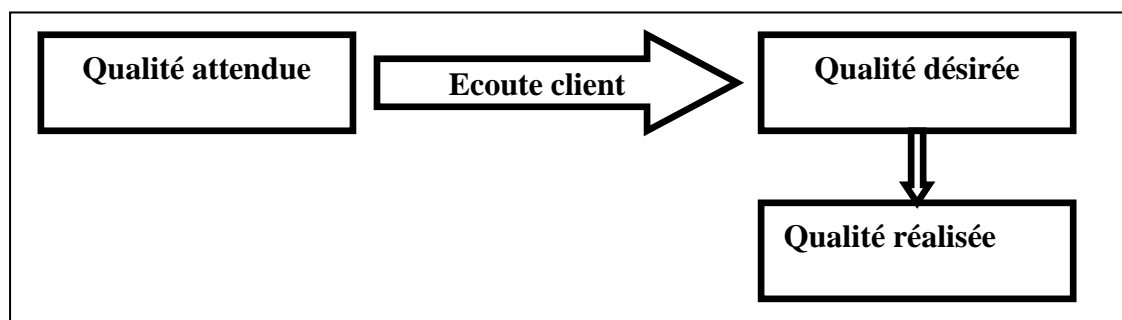 Qualité attendue
Ecoute client
Qualité désirée
Qualité réalisée